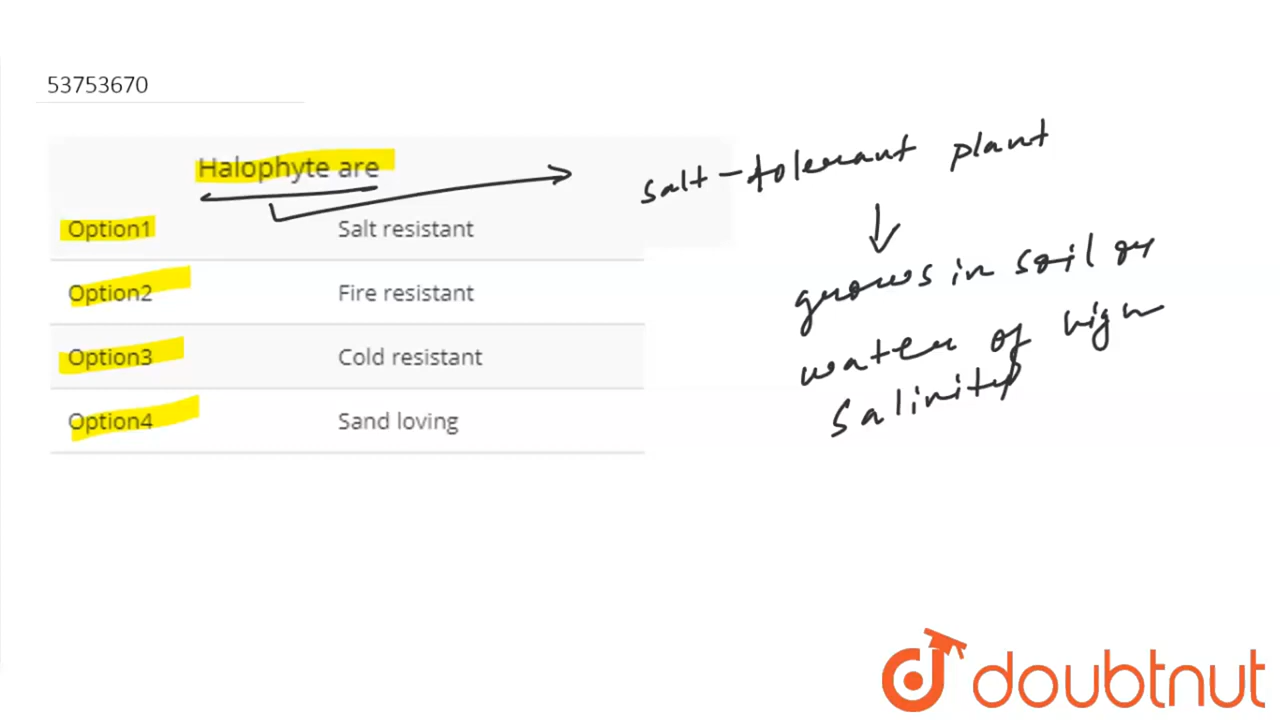 53753670
Halophyte are
Option1 Salt resistant
Option2 Fire resistant
Option3 Cold resistant
Option4 Sand loving
salt-tolerant plant
grows in soil or
water of high
salinity
doubtnut